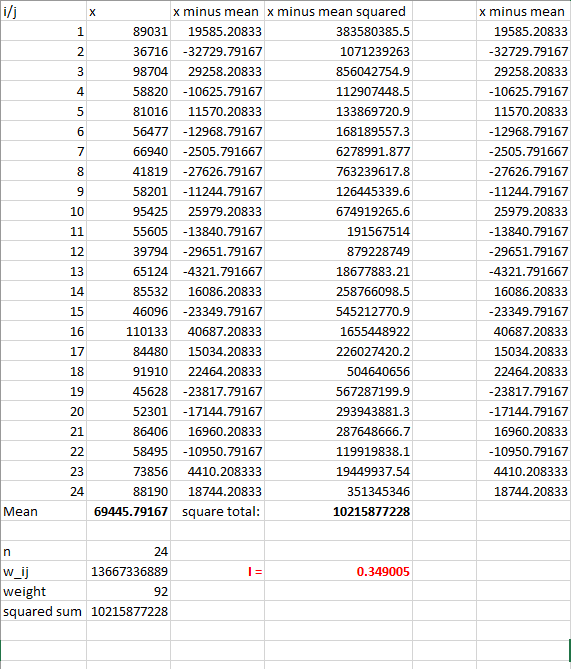 i/j x x minus mean x minus mean squared x minus mean
1 89031 19585.20833 383580385.5 19585.20833
2 36716 -32729.79167 1071239263 -32729.79167
3 98704 29258.20833 856042754.9 29258.20833
4 58820 -10625.79167 112907448.5 -10625.79167
5 81016 11570.20833 133869720.9 11570.20833
6 56477 -12968.79167 168189557.3 -12968.79167
7 66940 -2505.791667 6278991.877 -2505.791667
8 41819 -27626.79167 763239617.8 -27626.79167
9 58201 -11244.79167 126445339.6 -11244.79167
10 95425 25979.20833 674919265.6 25979.20833
11 55605 -13840.79167 191567514 -13840.79167
12 39794 -29651.79167 879228749 -29651.79167
13 65124 -4321.791667 18677883.21 -4321.791667
14 85532 16086.20833 258766098.5 16086.20833
15 46096 -23349.79167 545212770.9 -23349.79167
16 110133 40687.20833 1655448922 40687.20833
17 84480 15034.20833 226027420.2 15034.20833
18 91910 22464.20833 504640656 22464.20833
19 45628 -23817.79167 567287199.9 -23817.79167
20 52301 -17144.79167 293943881.3 -17144.79167
21 86406 16960.20833 287648666.7 16960.20833
22 58495 -10950.79167 119919838.1 -10950.79167
23 73856 4410.208333 19449937.54 4410.208333
24 88190 18744.20833 351345346 18744.20833
Mean 69445.79167 square total: 10215877228
n 24
w_ij 13667336889 I = 0.349005
weight 92
squared sum 10215877228